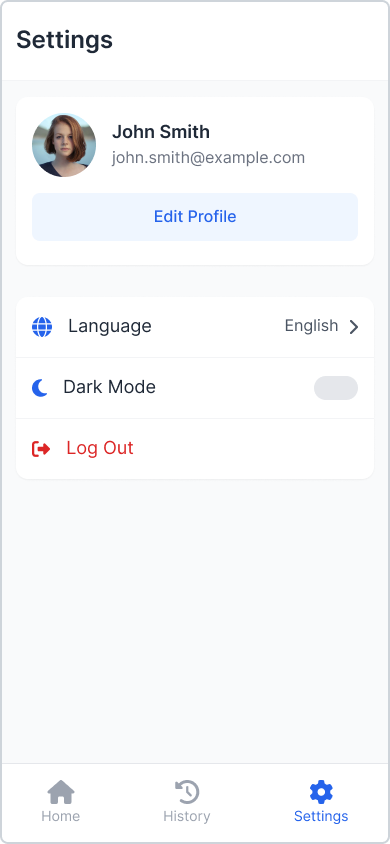 Settings
John Smith
john.smith@example.com
Edit Profile
Language English
Dark Mode
Log Out
Home History Settings